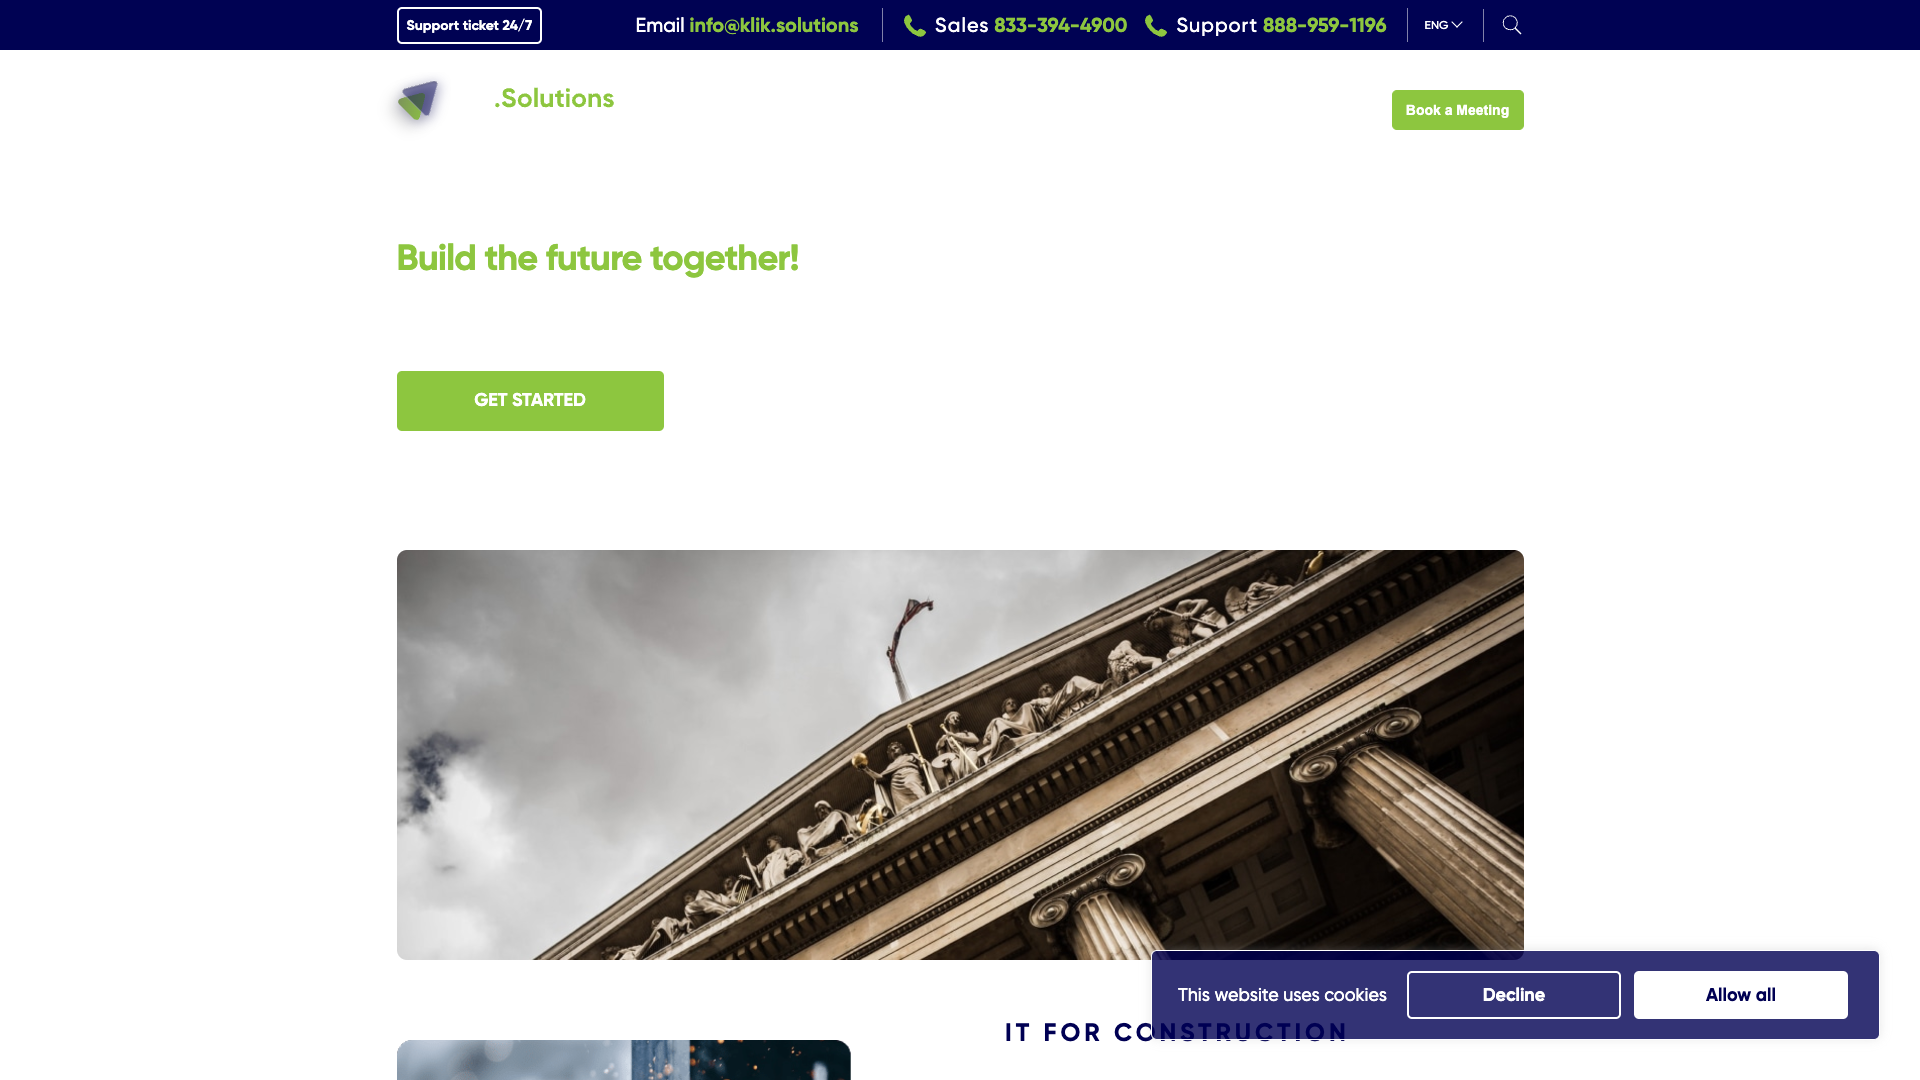 Support ticket 24/7
Email info@klik.solutions
Sales 833-394-4900
Support 888-959-1196
ENG
.Solutions
Book a Meeting
Build the future together!
GET STARTED
This website uses cookies
Decline
Allow all
IT FOR CONSTRUCTION